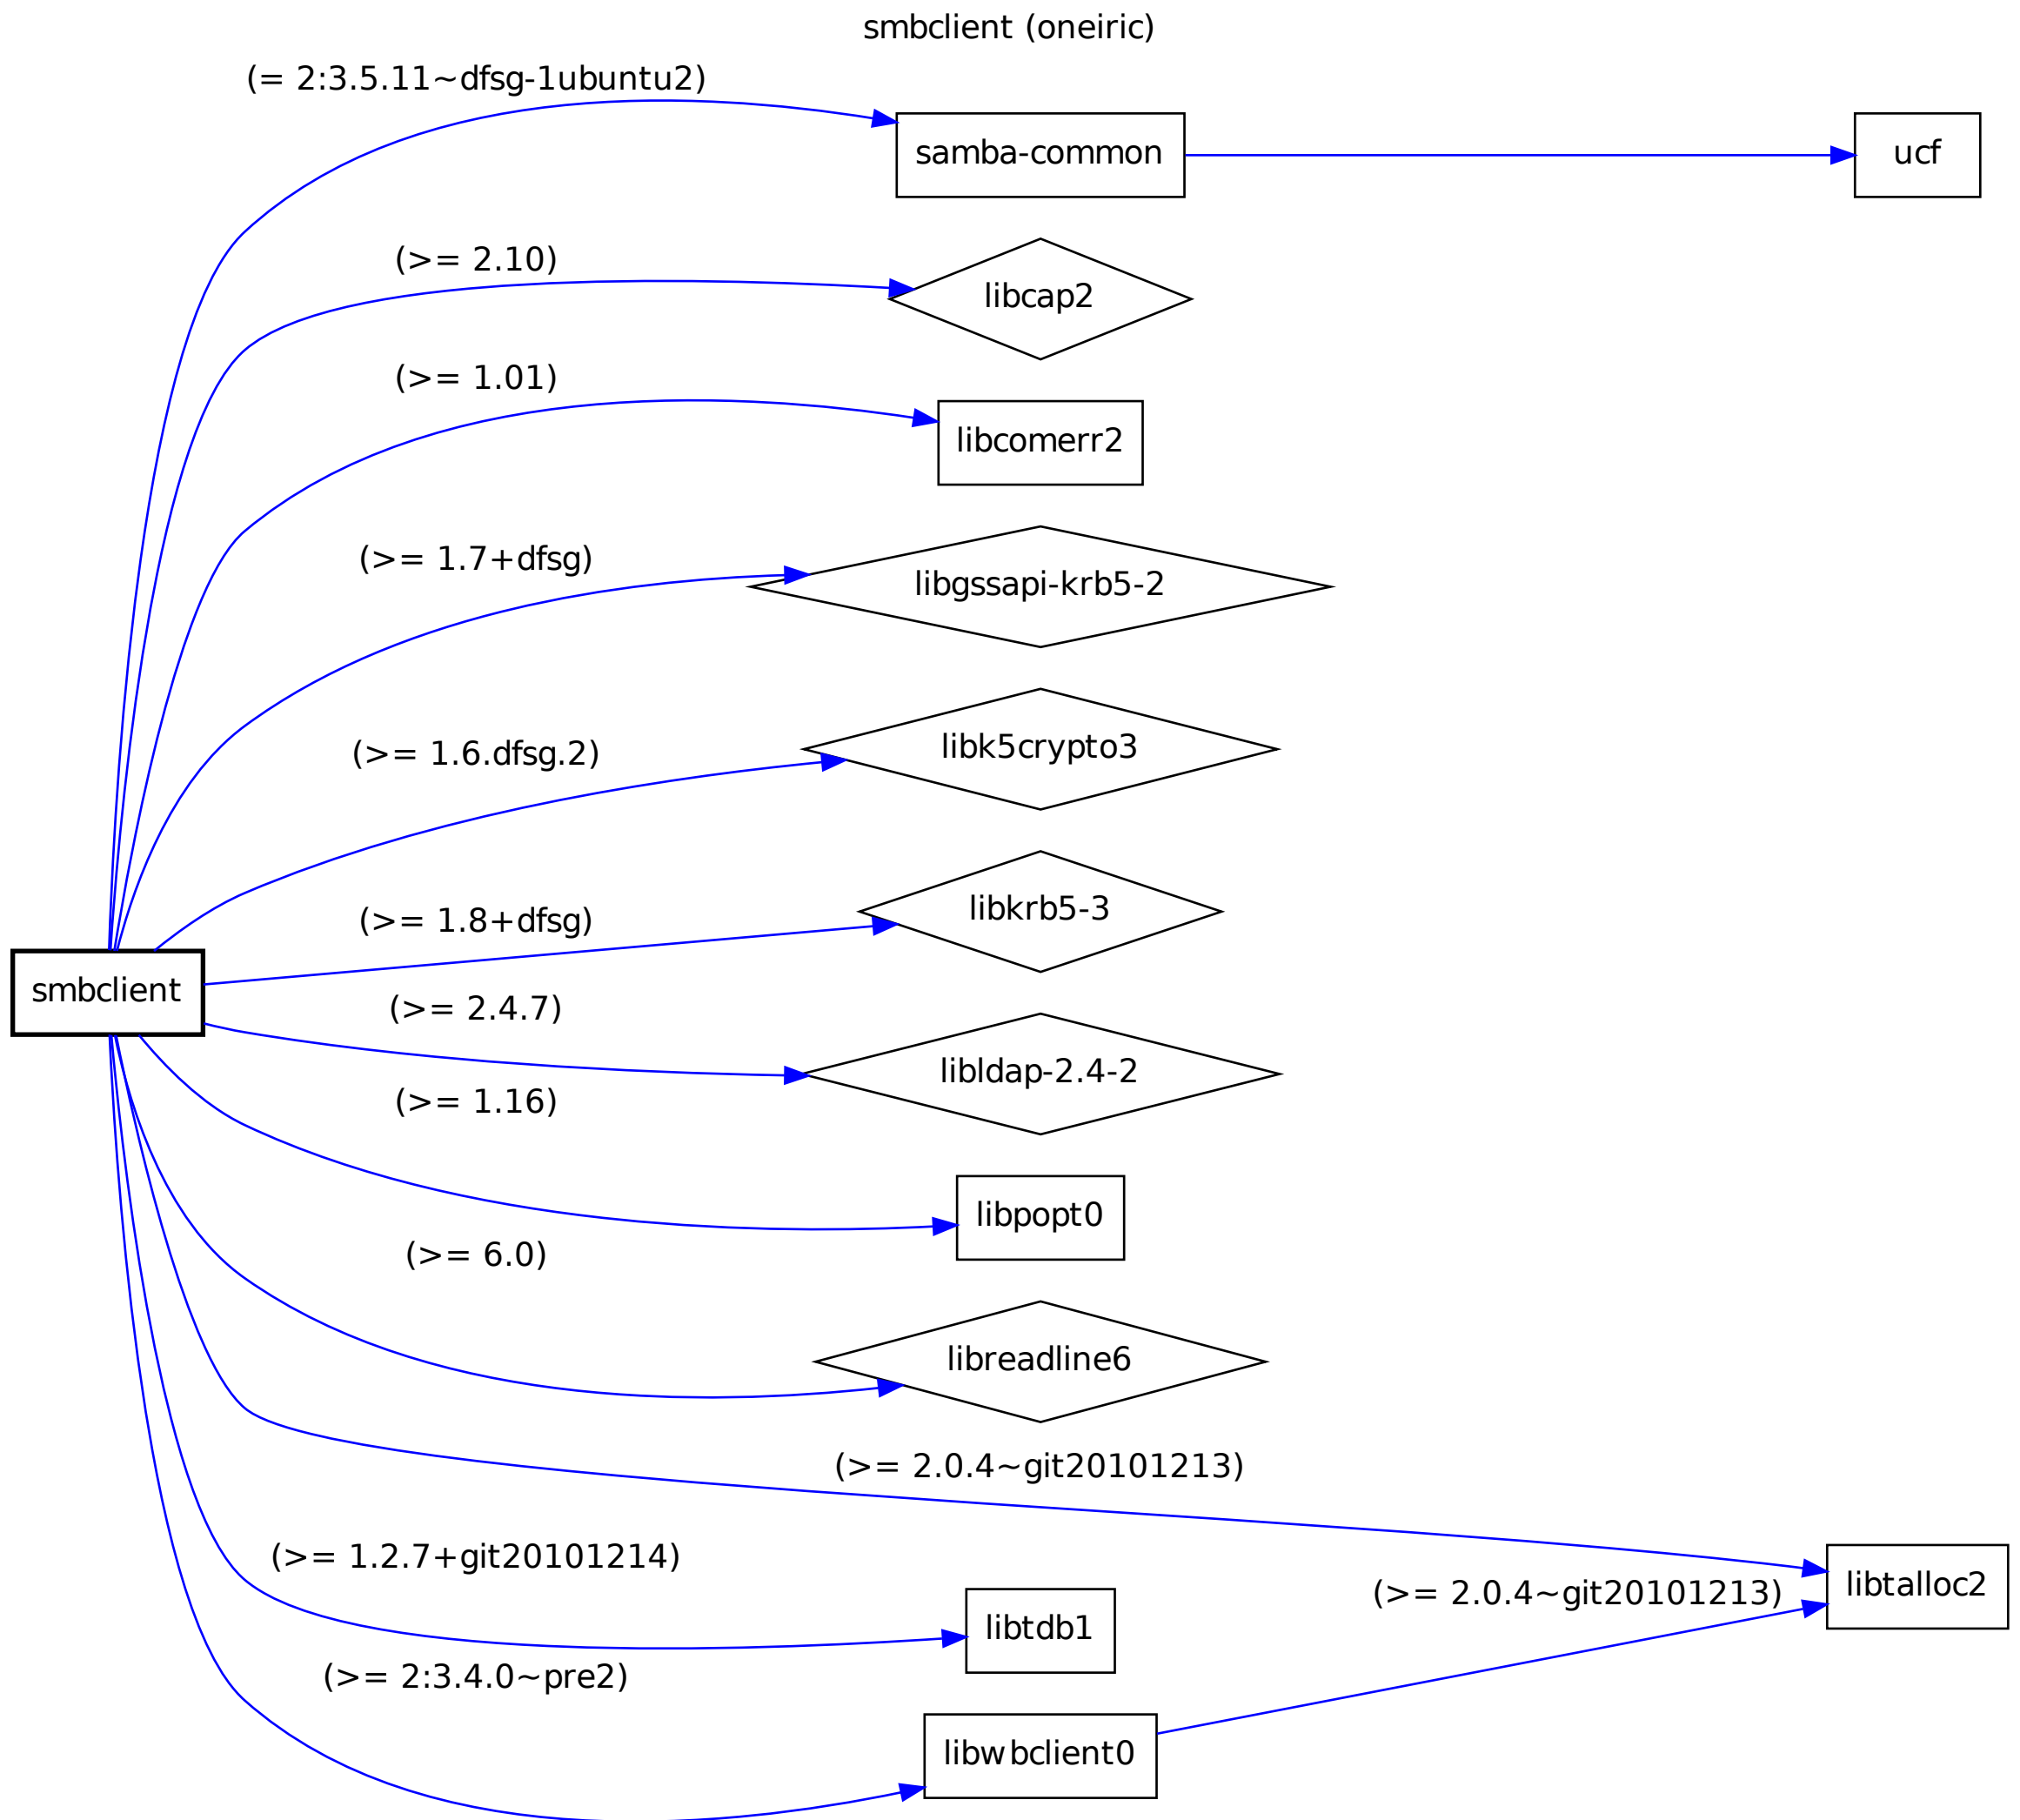 smbclient (oneiric)
(= 2:3.5.11~dfsg-1ubuntu2)
samba-common
ucf
(>= 2.10)
libcap2
(>= 1.01)
libcomerr2
(>= 1.7+dfsg)
libgssapi-krb5-2
(>= 1.6.dfsg.2)
libk5crypto3
(>= 1.8+dfsg)
libkrb5-3
smbclient
(>= 2.4.7)
libldap-2.4-2
(>= 1.16)
libpopt0
(>= 6.0)
libreadline6
(>= 2.0.4~git20101213)
(>= 1.2.7+git20101214)
libtdb1
(>= 2.0.4~git20101213)
libtalloc2
(>= 2:3.4.0~pre2)
libwbclient0